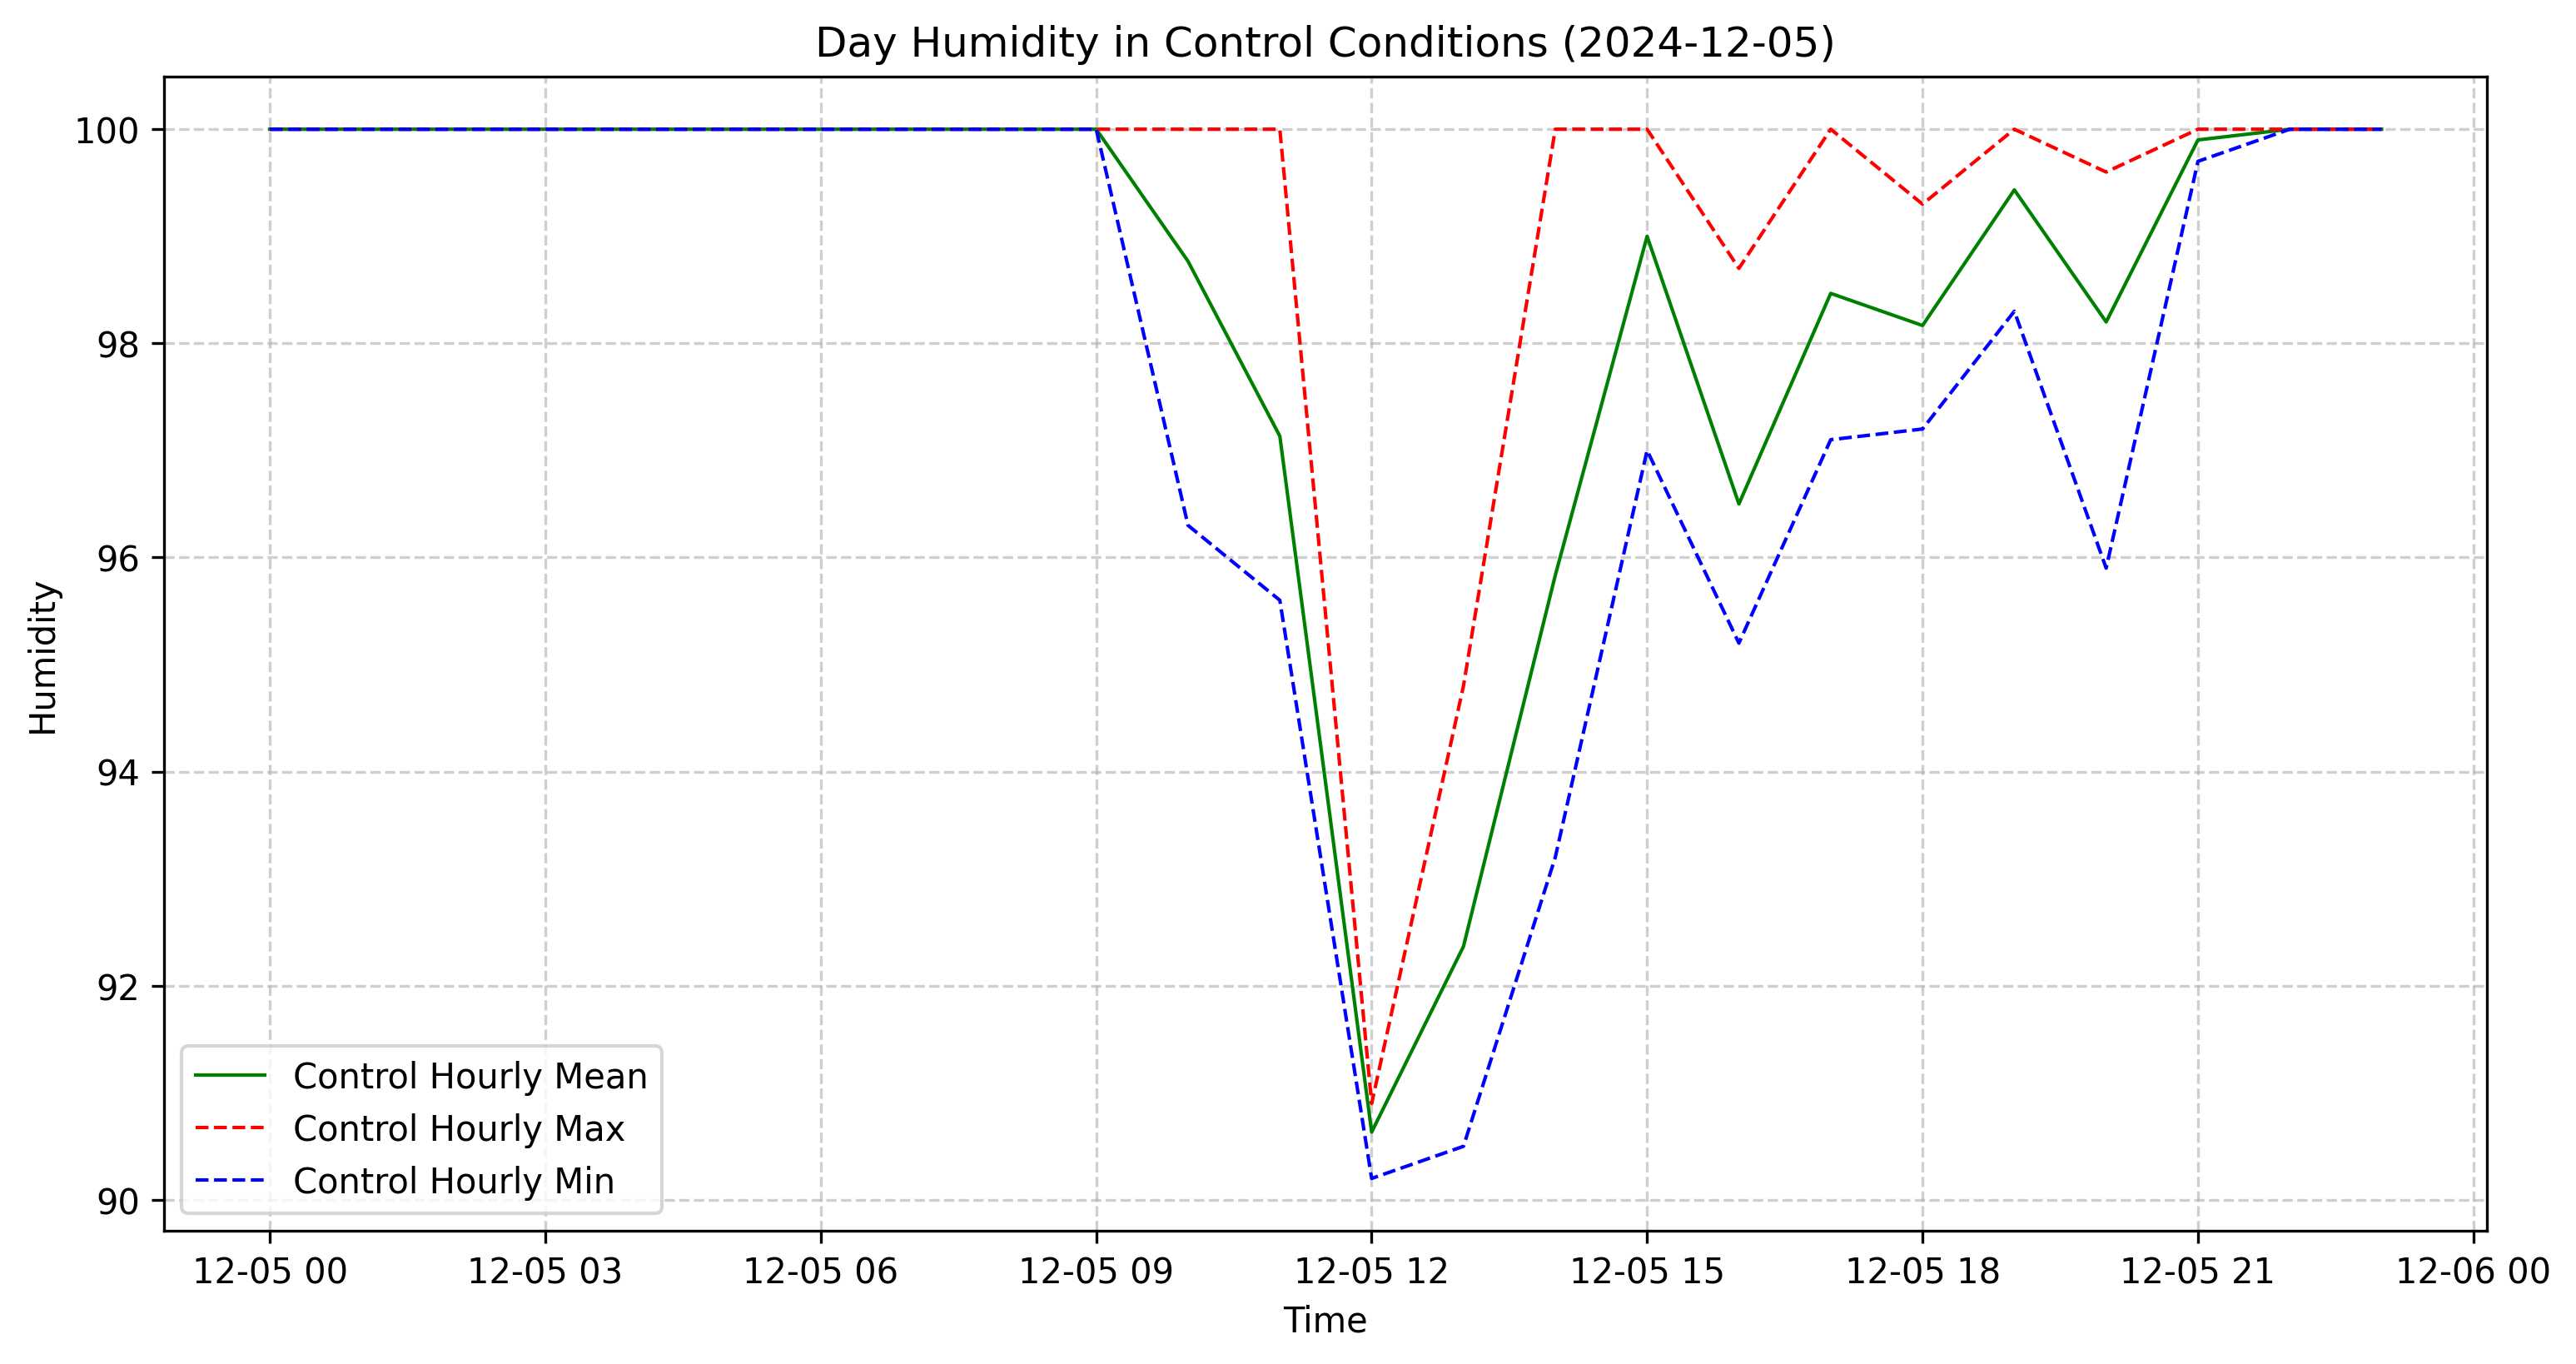 Day Humidity in Control Conditions (2024-12-05)
Humidity
100
98
96
94
92
90
Control Hourly Mean
Control Hourly Max
Control Hourly Min
12-05 00 12-05 03 12-05 06 12-05 09 12-05 12 12-05 15 12-05 18 12-05 21 12-06 00
Time